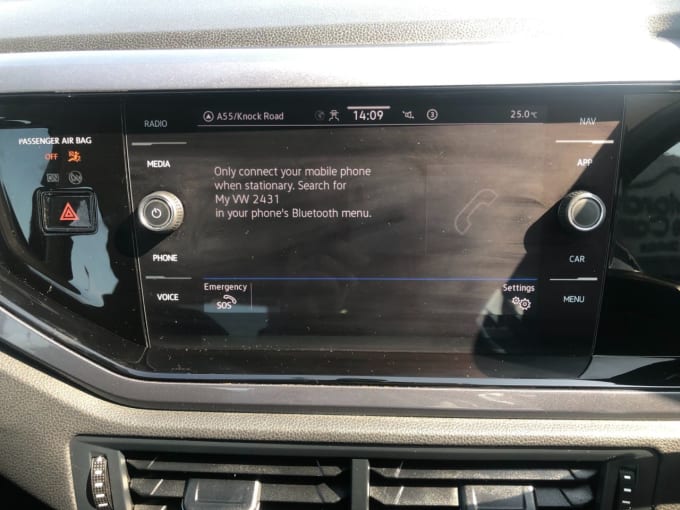 RADIO
A55/Knock Road
14:09
3
25.0°C
NAV
PASSENGER AIR BAG
OFF
MEDIA
APP
Only connect your mobile phone
when stationary. Search for
My VW 2431
in your phone's Bluetooth menu.
PHONE
CAR
VOICE
Emergency
SOS
Settings
MENU